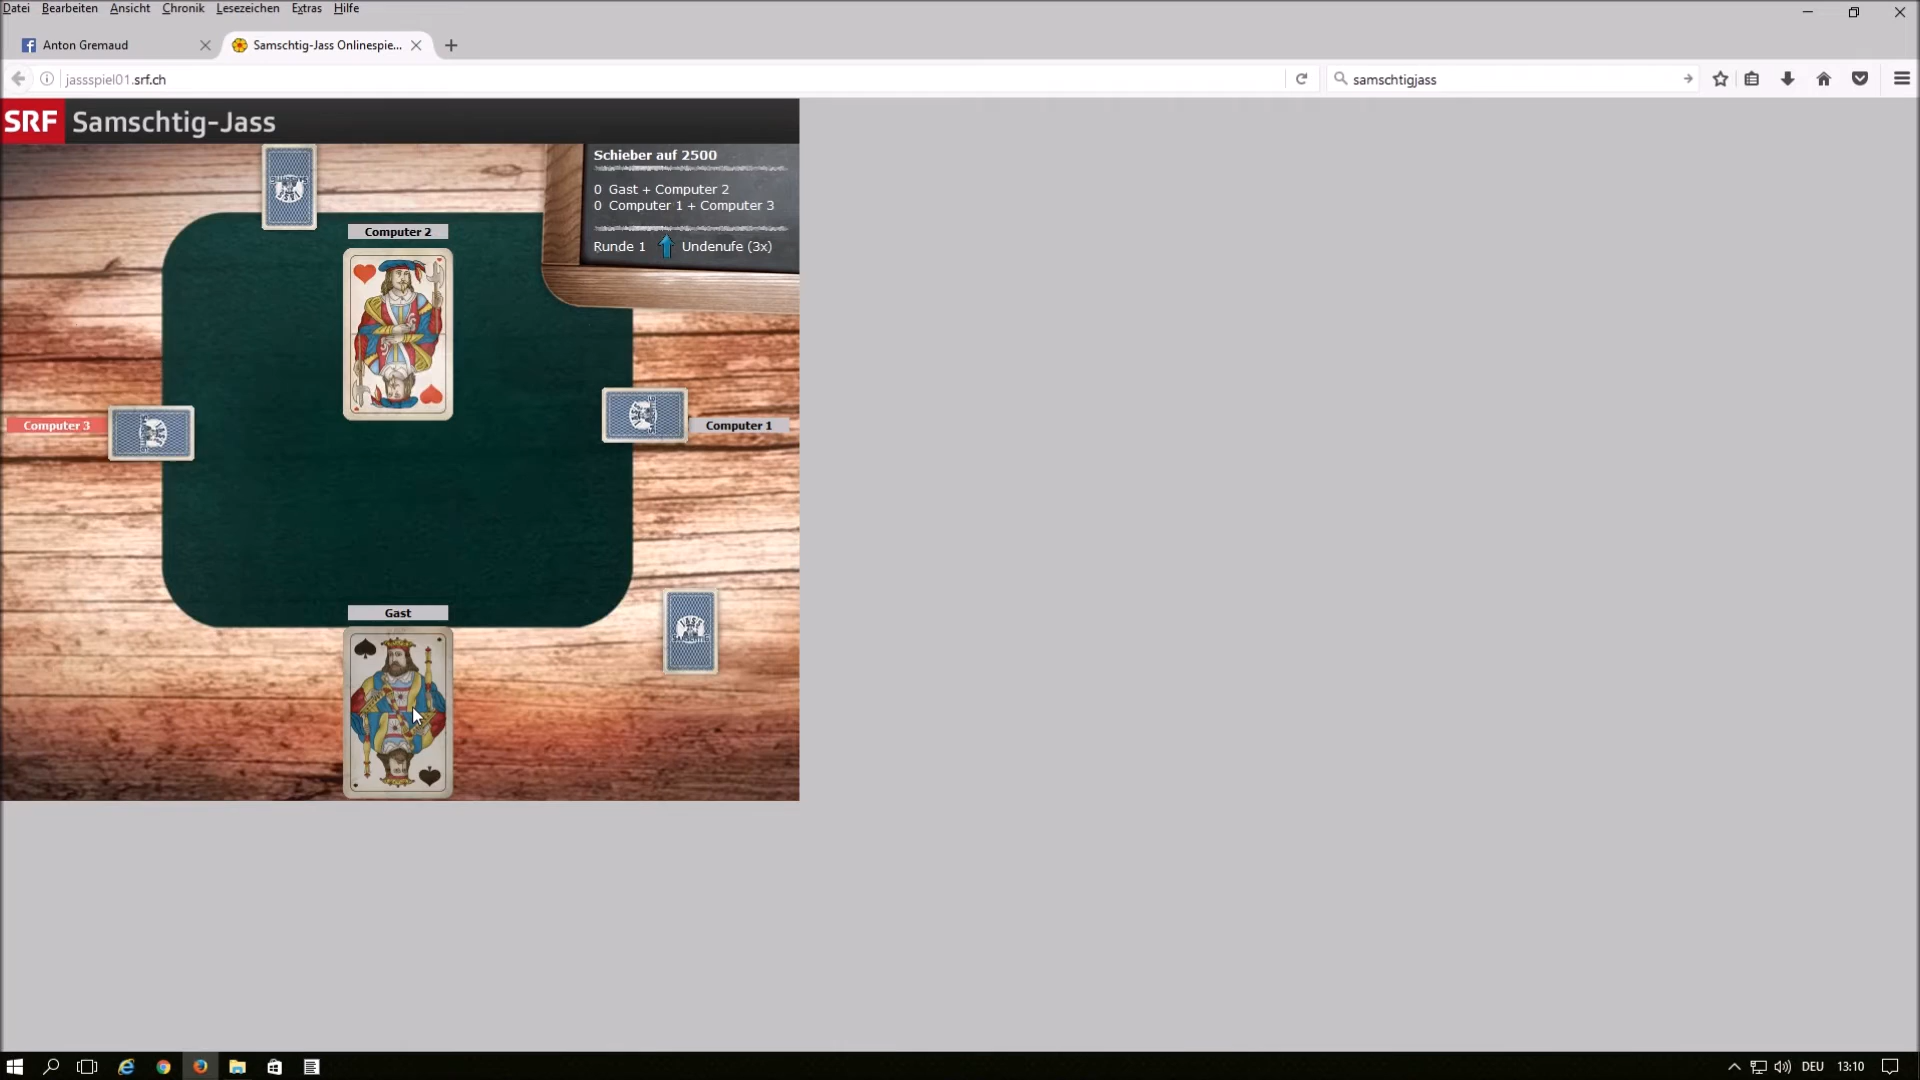 Datei Bearbeiten Ansicht Chronik Lesezeichen Extras Hilfe
Anton Gremaud Samschtig-Jass Onlinespie...
jassspiel01.srf.ch samschtigjass
SRF Samschtig-Jass
Schieber auf 2500
0 Gast + Computer 2
0 Computer 1 + Computer 3
Runde 1 Undenufe (3x)
Computer 2
Computer 3
Computer 1
Gast
DEU 13:10